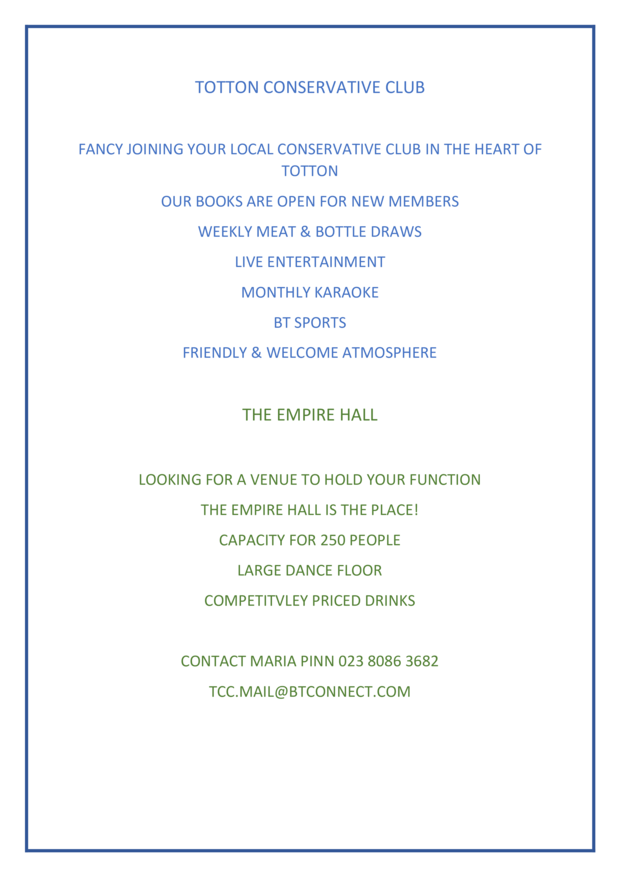 TOTTON CONSERVATIVE CLUB
FANCY JOINING YOUR LOCAL CONSERVATIVE CLUB IN THE HEART OF
TOTTON
OUR BOOKS ARE OPEN FOR NEW MEMBERS
WEEKLY MEAT & BOTTLE DRAWS
LIVE ENTERTAINMENT
MONTHLY KARAOKE
BT SPORTS
FRIENDLY & WELCOME ATMOSPHERE
THE EMPIRE HALL
LOOKING FOR A VENUE TO HOLD YOUR FUNCTION
THE EMPIRE HALL IS THE PLACE!
CAPACITY FOR 250 PEOPLE
LARGE DANCE FLOOR
COMPETITVLEY PRICED DRINKS
CONTACT MARIA PINN 023 8086 3682
TCC.MAIL@BTCONNECT.COM